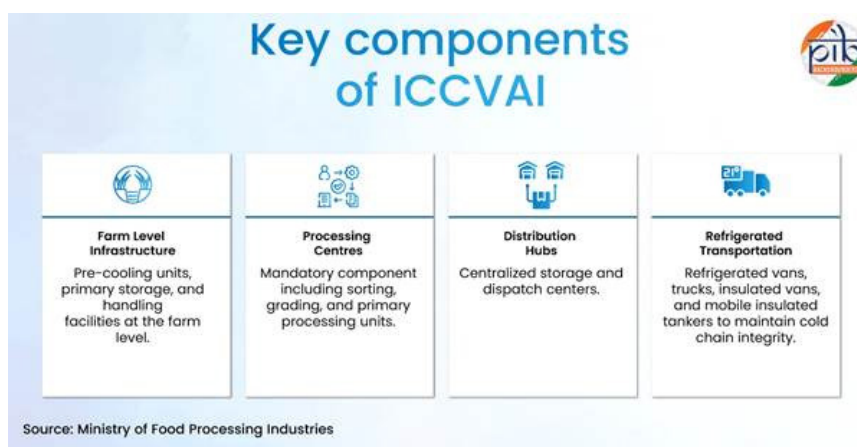 Key components
of ICCVAI
pib
Farm Level
Infrastructure
Pre-cooling units,
primary storage, and
handling
facilities at the farm
level.
Processing
Centres
Mandatory component
including sorting,
grading, and primary
processing units.
Distribution
Hubs
Centralized storage and
dispatch centers.
21°
Refrigerated
Transportation
Refrigerated vans,
trucks, insulated vans,
and mobile insulated
tankers to maintain cold
chain integrity.
Source: Ministry of Food Processing Industries